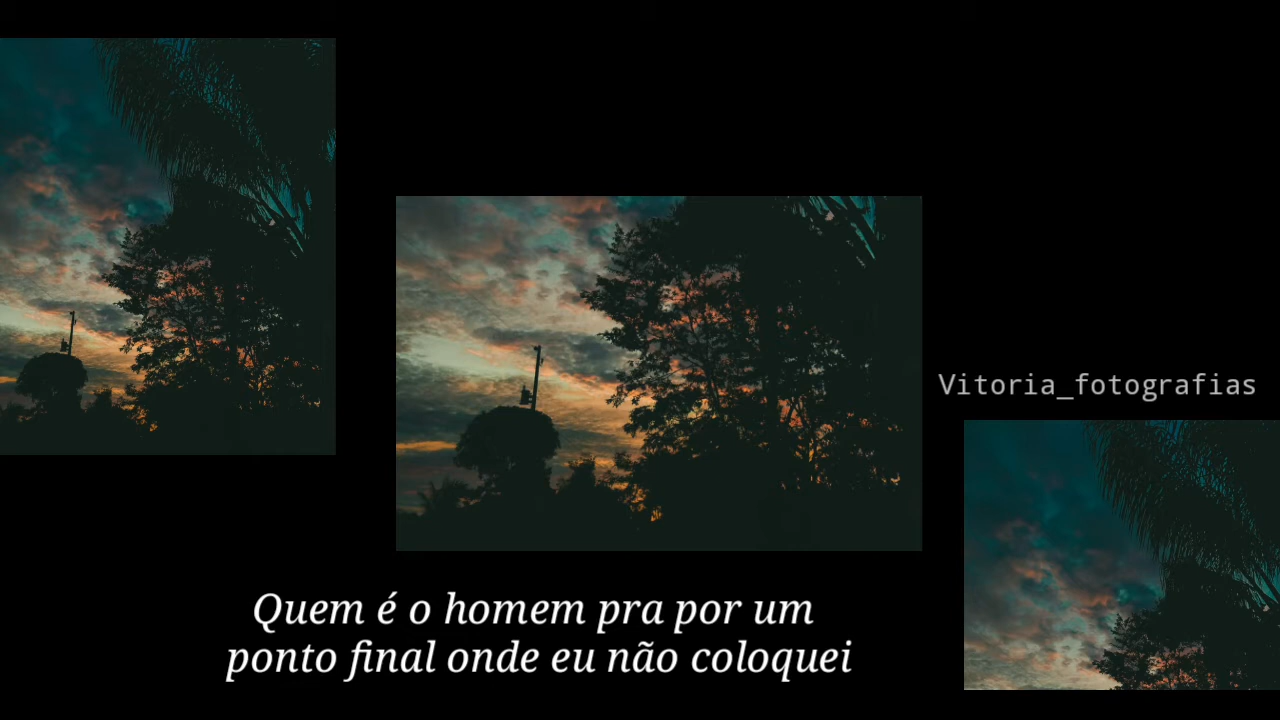 Vitoria_fotografias
Quem é o homem pra por um
ponto final onde eu não coloquei